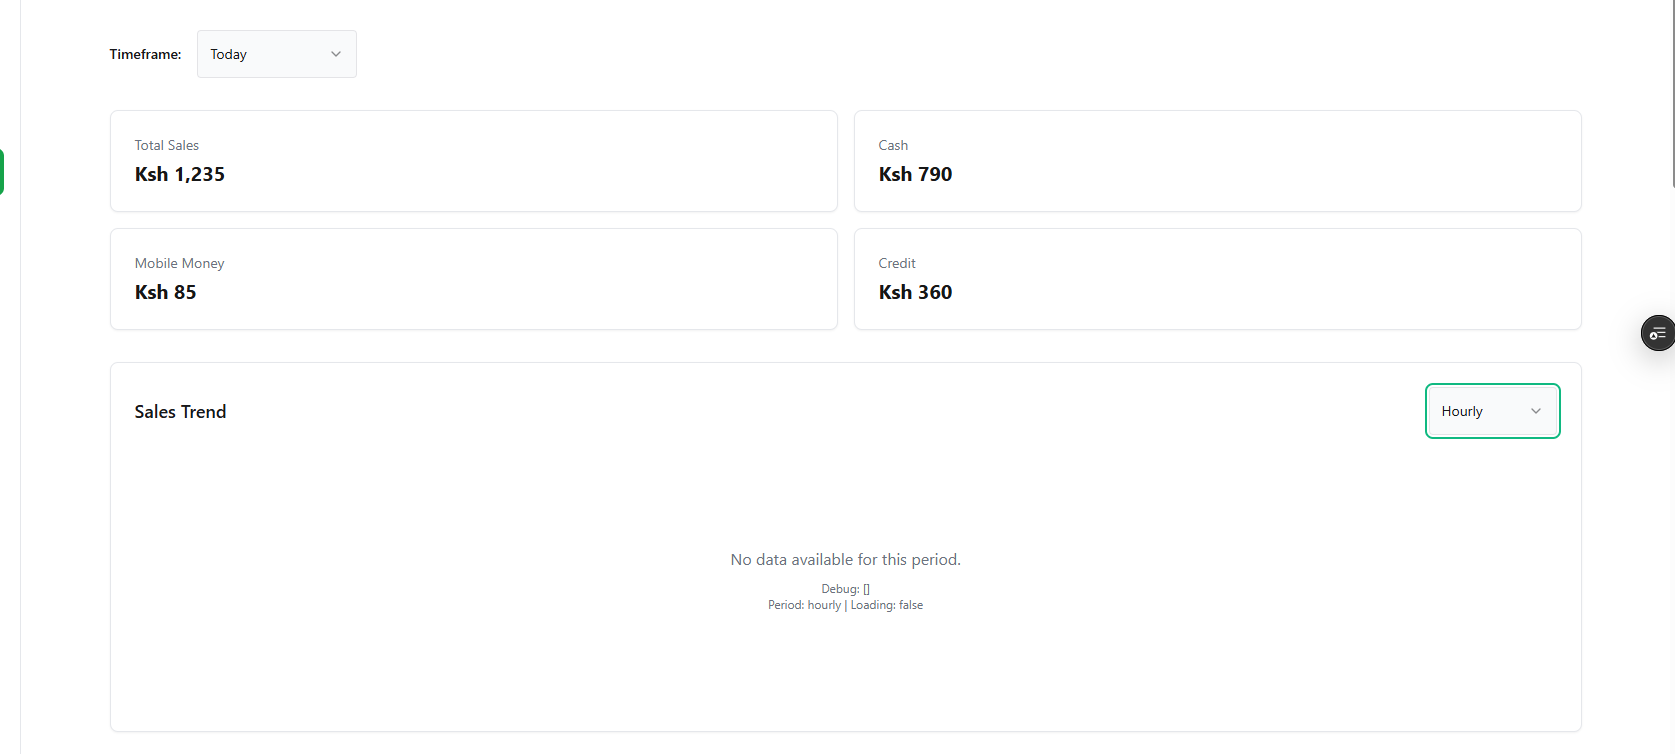 Timeframe:
Today
Total Sales
Ksh 1,235
Cash
Ksh 790
Mobile Money
Ksh 85
Credit
Ksh 360
Sales Trend
Hourly
No data available for this period.
Debug: []
Period: hourly | Loading: false